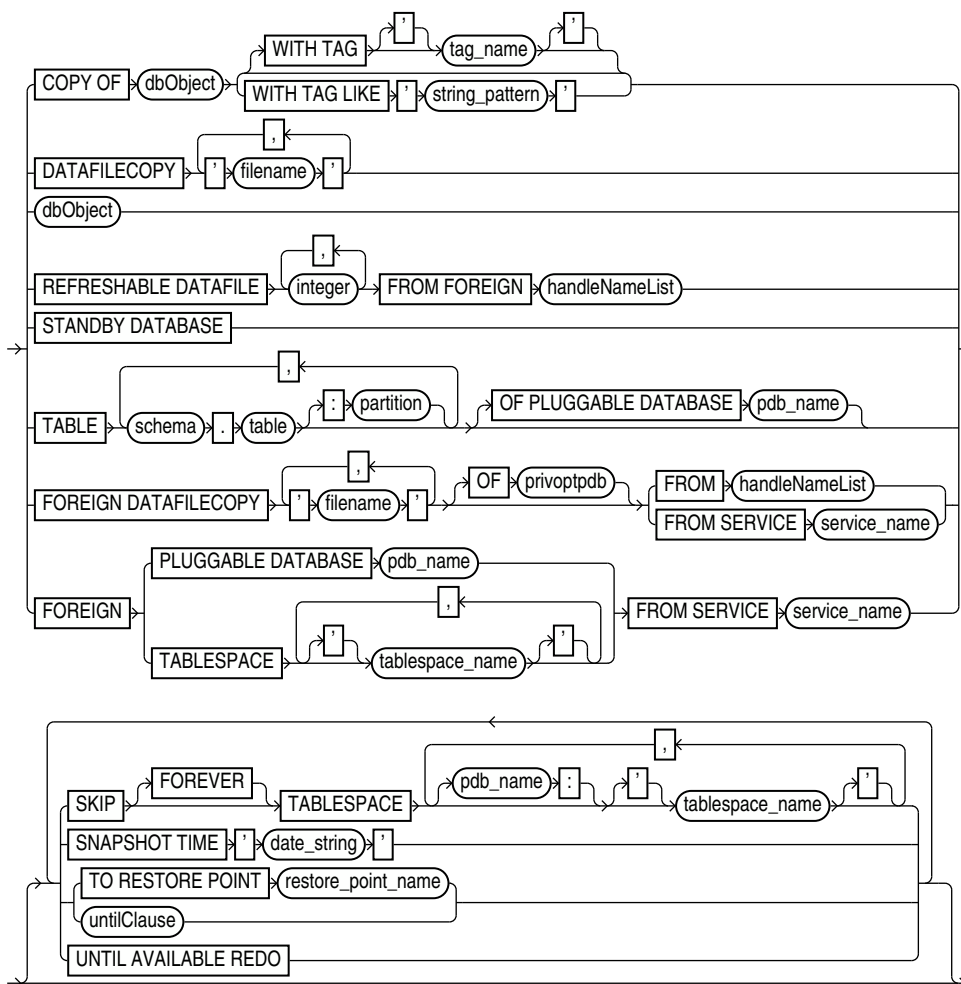 WITH TAG ' tag_name '
COPY OF dbObject
WITH TAG LIKE ' string_pattern '
,
DATAFILECOPY ' filename '
dbObject
,
REFRESHABLE DATAFILE integer FROM FOREIGN handleNameList
STANDBY DATABASE
,
: partition OF PLUGGABLE DATABASE pdb_name
TABLE schema . table
,
OF privoptpdb FROM handleNameList
FOREIGN DATAFILECOPY ' filename '
FROM SERVICE service_name
PLUGGABLE DATABASE pdb_name
,
FOREIGN FROM SERVICE service_name
' '
TABLESPACE tablespace_name
,
FOREVER pdb_name : ' '
SKIP TABLESPACE tablespace_name
SNAPSHOT TIME ' date_string '
TO RESTORE POINT restore_point_name
untilClause
UNTIL AVAILABLE REDO